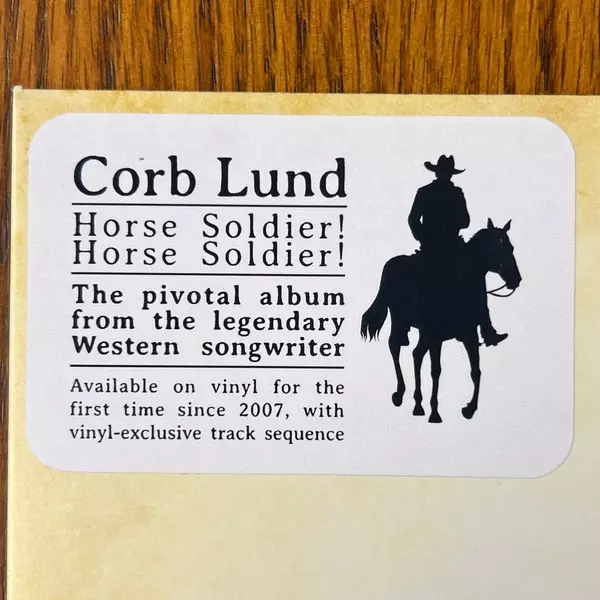 Corb Lund
Horse Soldier!
Horse Soldier!
The pivotal album
from the legendary
Western songwriter
Available on vinyl for the
first time since 2007, with
vinyl-exclusive track sequence